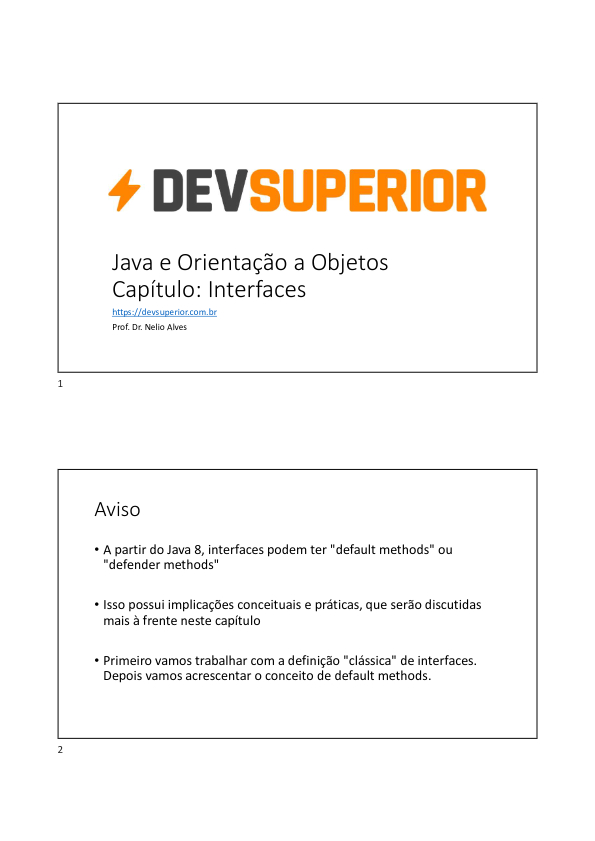 DEVSUPERIOR
Java e Orientação a Objetos
Capítulo: Interfaces
https://devsuperior.com.br
Prof. Dr. Nelio Alves
1
Aviso
• A partir do Java 8, interfaces podem ter "default methods" ou
"defender methods"
• Isso possui implicações conceituais e práticas, que serão discutidas
mais à frente neste capítulo
• Primeiro vamos trabalhar com a definição "clássica" de interfaces.
Depois vamos acrescentar o conceito de default methods.
2